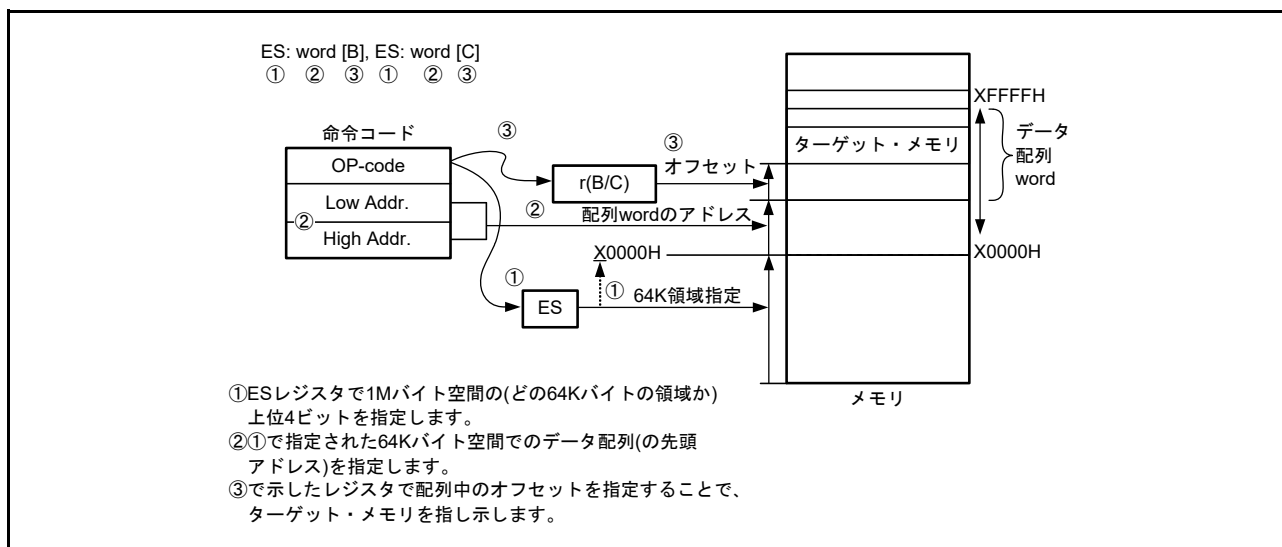 ES: word [B], ES: word [C]
① ② ③ ① ② ③
命令コード
OP-code
Low Addr.
②
High Addr.
③
r(B/C)
③
オフセット
②
配列wordのアドレス
X0000H
①
ES
①
64K領域指定
ターゲット・メモリ
XFFFFH
データ
配列
word
X0000H
メモリ
①ESレジスタで1Mバイト空間の(どの64Kバイトの領域か)
上位4ビットを指定します。
②①で指定された64Kバイト空間でのデータ配列(の先頭
アドレス)を指定します。
③で示したレジスタで配列中のオフセットを指定することで、
ターゲット・メモリを指し示します。